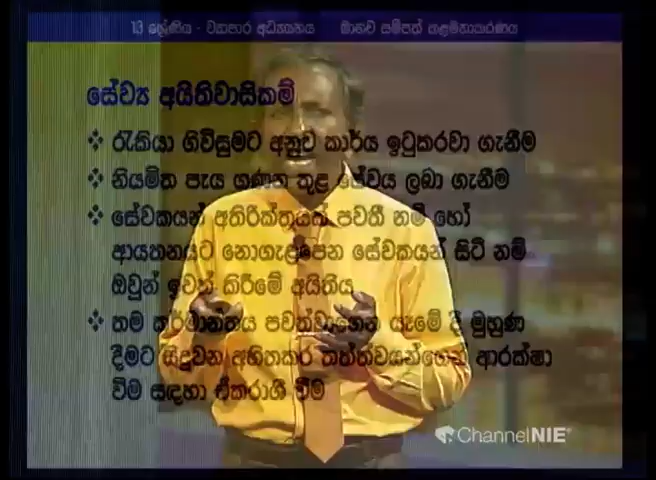 13 ශ්‍රේණිය - ව්‍යාපාර අධ්‍යයනය මානව සම්පත් කළමනාකරණය
සේව්‍ය අයිතිවාසිකම්
❖ රැකියා ගිවිසුමට අනුව කාර්ය ඉටුකරවා ගැනීම
❖ නියමිත පැය ගණන තුළ සේවය ලබා ගැනීම
❖ සේවකයන් අතිරික්තයක් පවතී නම් හෝ
ආයතනයට නොගැළපෙන සේවකයන් සිටී නම්
ඔවුන් ඉවත් කිරීමේ අයිතිය
❖ තම කර්මාන්තය පවත්වාගෙන යැමේ දී මුහුණ
දීමට සිදුවන අහිතකර තත්ත්වයන්ගෙන් ආරක්ෂා
වීම සඳහා ඒකරාශී වීම
ChannelNIE